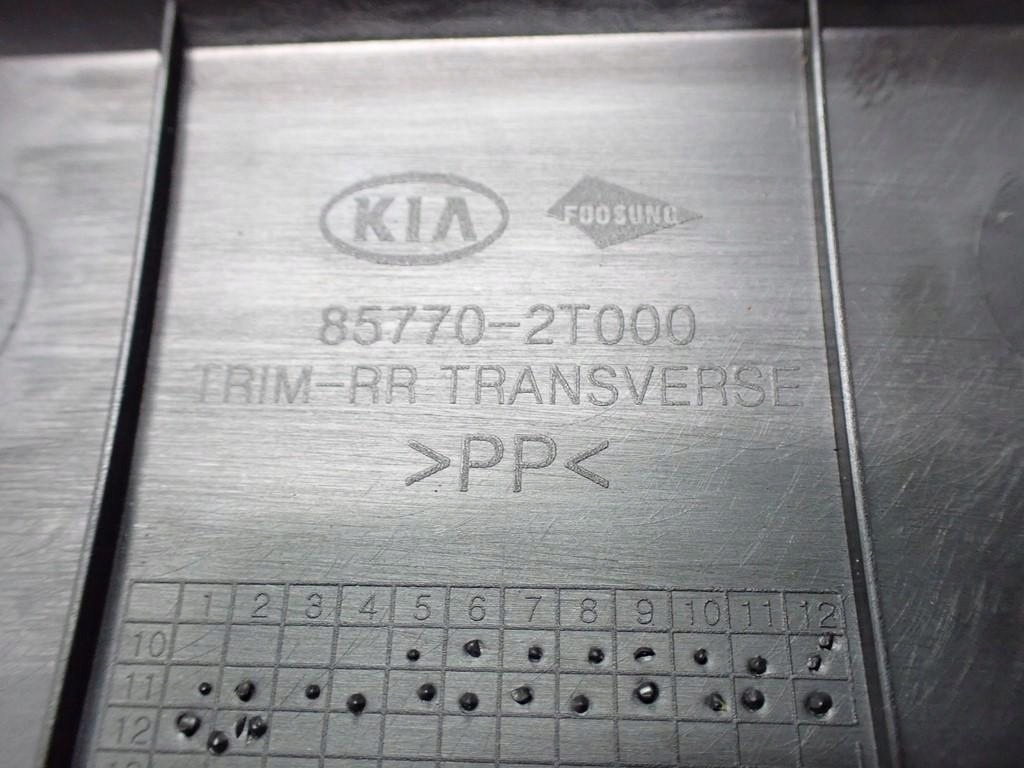 KIA FOOSUNG
85770-2T000
TRIM-RR TRANSVERSE
>PP<
1 2 3 4 5 6 7 8 9 10 11 12
10
11
12